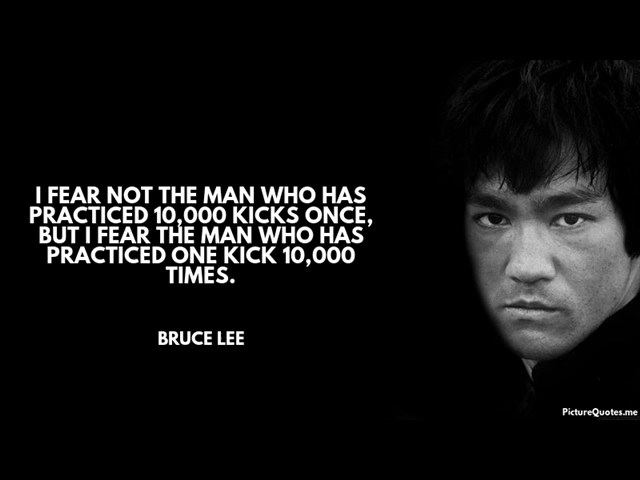 I FEAR NOT THE MAN WHO HAS
PRACTICED 10,000 KICKS ONCE,
BUT I FEAR THE MAN WHO HAS
PRACTICED ONE KICK 10,000
TIMES.
BRUCE LEE
PictureQuotes.me